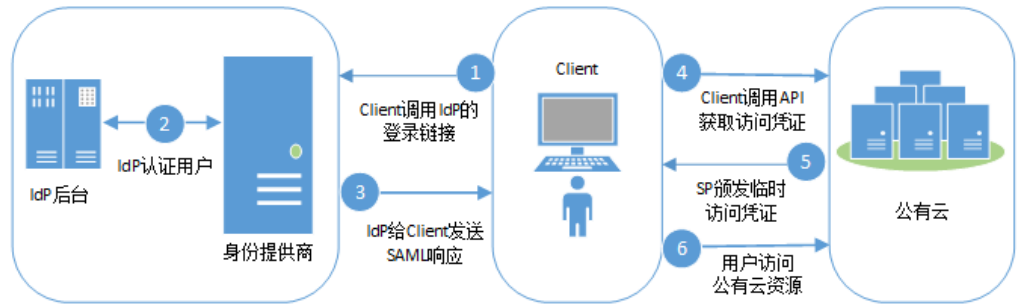 1
Client调用IdP的
登录链接
2
IdP认证用户
IdP后台
身份提供商
3
IdP给Client发送
SAML响应
Client
4
Client调用API
获取访问凭证
5
SP颁发临时
访问凭证
6
用户访问
公有云资源
公有云